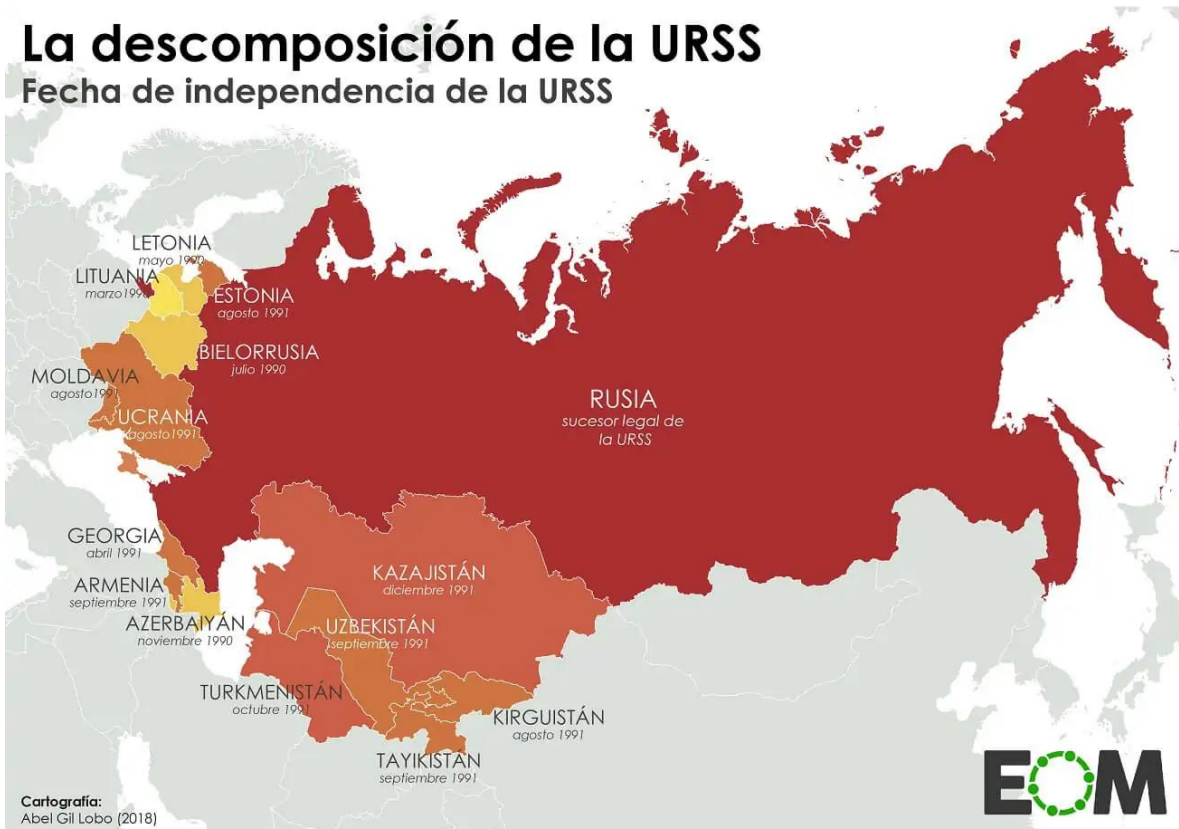 La descomposición de la URSS
Fecha de independencia de la URSS
LETONIA
mayo 1990
LITUANIA
marzo 1990
ESTONIA
agosto 1991
BIELORRUSIA
julio 1990
MOLDAVIA
agosto 1991
UCRANIA
agosto 1991
RUSIA
sucesor legal de
la URSS
GEORGIA
abril 1991
ARMENIA
septiembre 1991
AZERBAIYÁN
noviembre 1990
KAZAJISTÁN
diciembre 1991
UZBEKISTÁN
septiembre 1991
TURKMENISTÁN
octubre 1991
KIRGUISTÁN
agosto 1991
TAYIKISTÁN
septiembre 1991
EOM
Cartografía:
Abel Gil Lobo (2018)